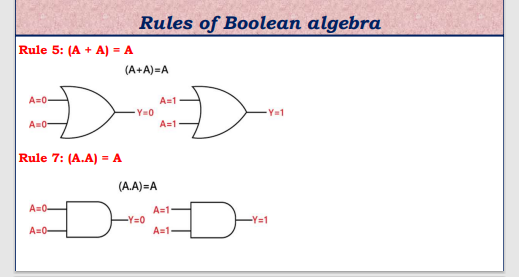 Rules of Boolean algebra
Rule 5: (A + A) = A
(A+A)=A
A=0
A=0
Y=0
A=1
A=1
Y=1
Rule 7: (A.A) = A
(A.A)=A
A=0
A=0
Y=0
A=1
A=1
Y=1